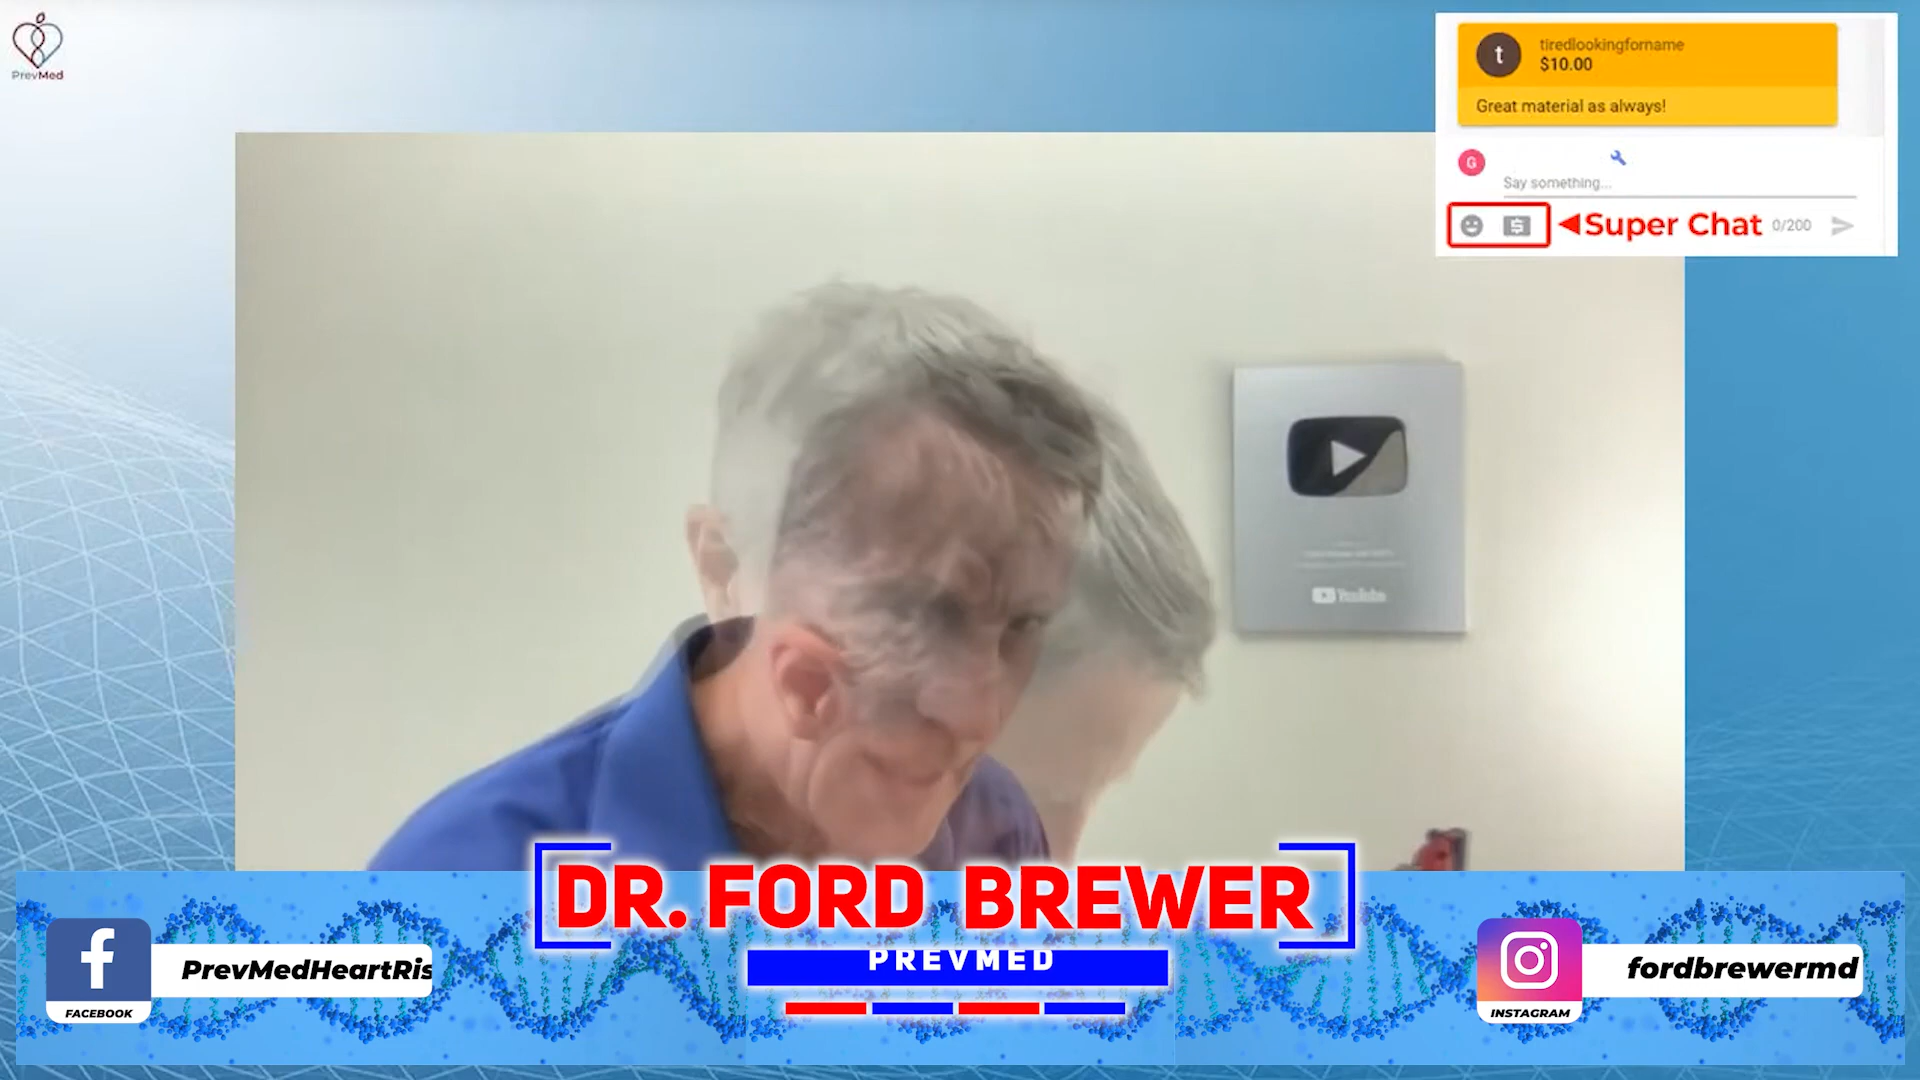 PrevMed
t
tiredlookingforname
$10.00
Great material as always!
G
Say something...
Super Chat
0/200
YouTube
DR. FORD BREWER
PREVMED
PrevMedHeartRis
FACEBOOK
fordbrewermd
INSTAGRAM